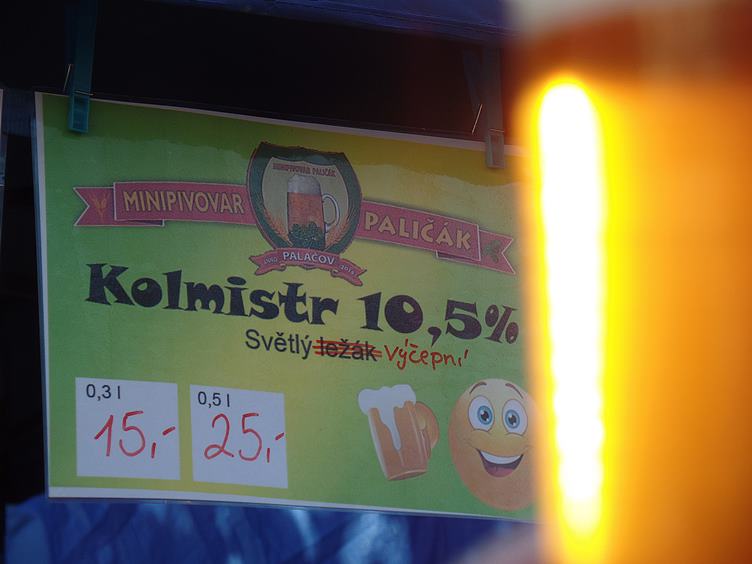 MINIPIVOVAR PALIČÁK
MINIPIVOVAR PALIČÁK
PALAČOV
Kolmistr 10,5%
Světlý ležák výčepní
0,3 l 0,5 l
15,- 25,-